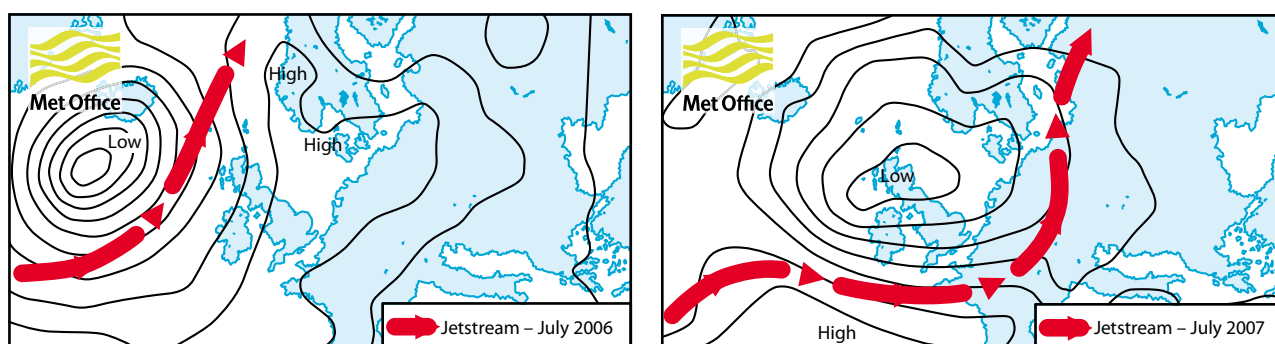 Met Office
High
Low
High
Jetstream – July 2006
Met Office
Low
High
Jetstream – July 2007